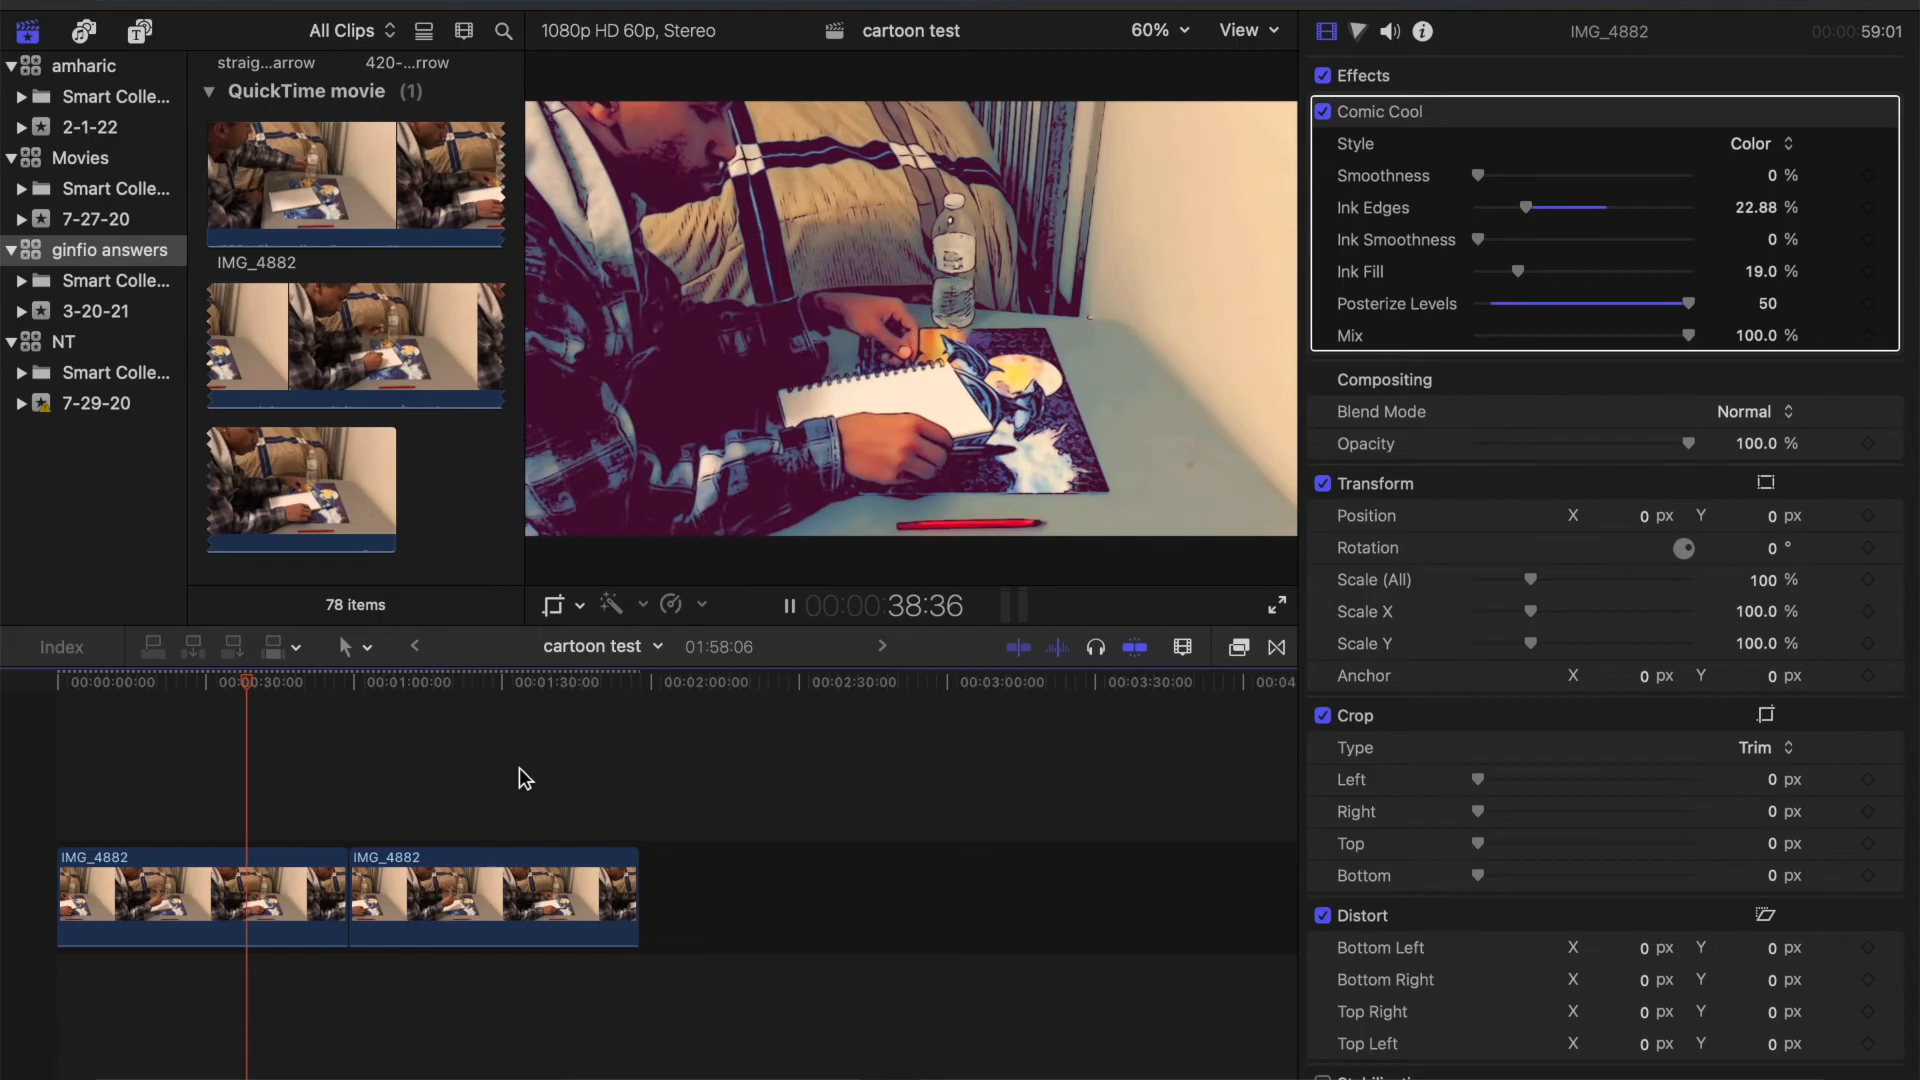 All Clips
1080p HD 60p, Stereo
cartoon test
60%
View
IMG_4882
00:00:00:59:01
amharic
Smart Colle...
2-1-22
Movies
Smart Colle...
7-27-20
ginfio answers
Smart Colle...
3-20-21
NT
Smart Colle...
7-29-20
straig...arrow
420-...rrow
QuickTime movie (1)
IMG_4882
78 items
00:00:00:38:36
Effects
Comic Cool
Style Color
Smoothness 0 %
Ink Edges 22.88 %
Ink Smoothness 0 %
Ink Fill 19.0 %
Posterize Levels 50
Mix 100.0 %
Compositing
Blend Mode Normal
Opacity 100.0 %
Transform
Position X 0 px Y 0 px
Rotation 0 °
Scale (All) 100 %
Scale X 100.0 %
Scale Y 100.0 %
Anchor X 0 px Y 0 px
Crop
Type Trim
Left 0 px
Right 0 px
Top 0 px
Bottom 0 px
Distort
Bottom Left X 0 px Y 0 px
Bottom Right X 0 px Y 0 px
Top Right X 0 px Y 0 px
Top Left X 0 px Y 0 px
Index
cartoon test
01:58:06
00:00:00:00 00:00:30:00 00:01:00:00 00:01:30:00 00:02:00:00 00:02:30:00 00:03:00:00 00:03:30:00 00:04
IMG_4882
IMG_4882